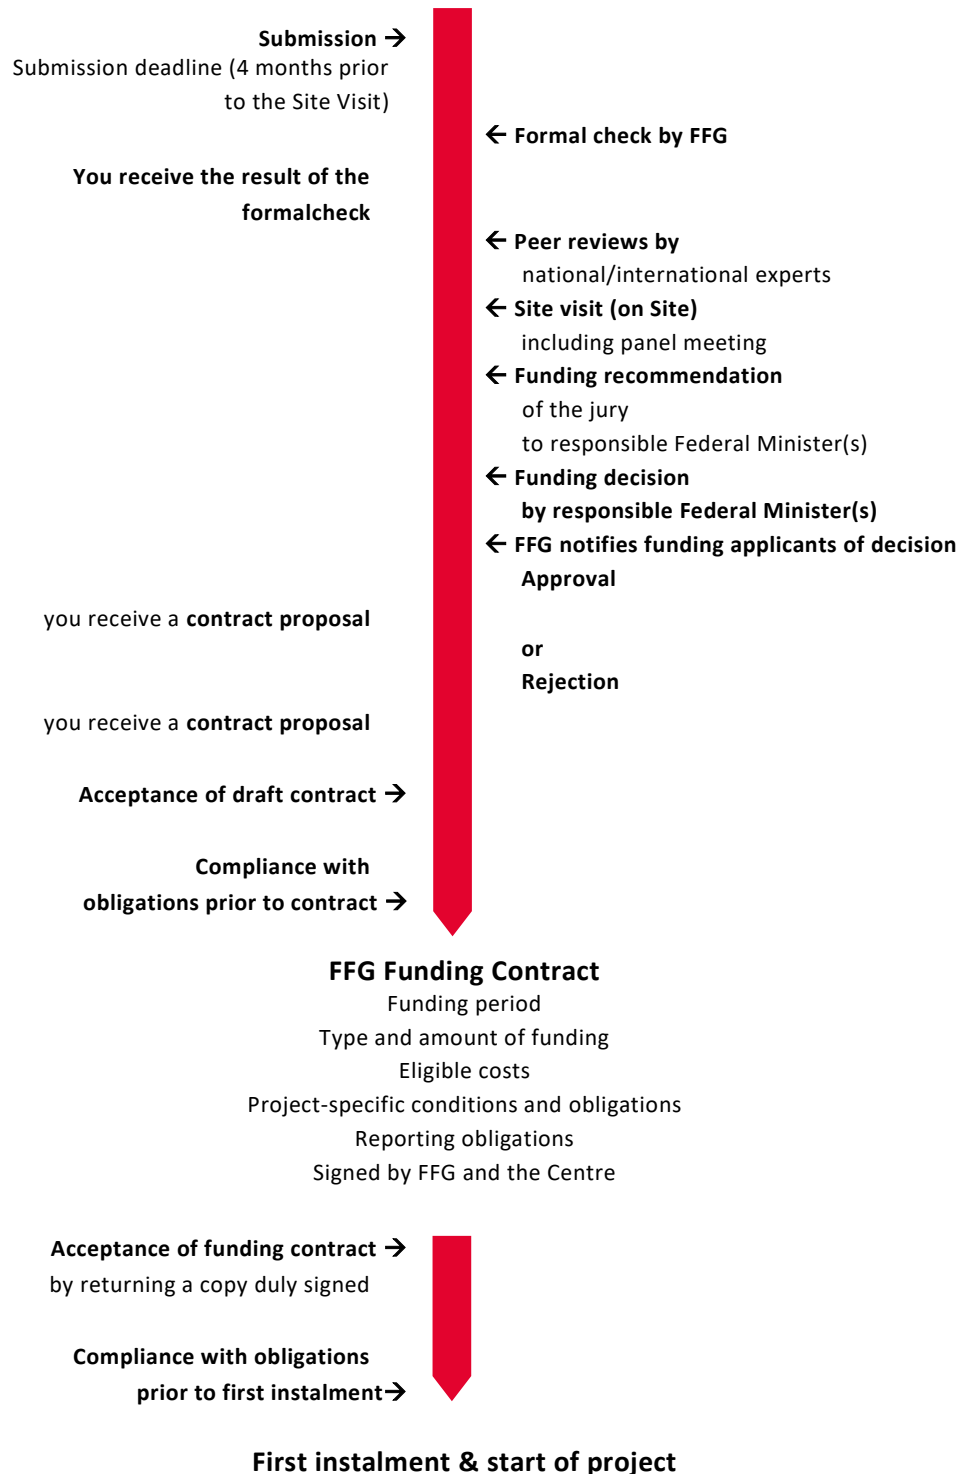 Submission →
Submission deadline (4 months prior
to the Site Visit)
← Formal check by FFG
You receive the result of the
formalcheck
← Peer reviews by
national/international experts
← Site visit (on Site)
including panel meeting
← Funding recommendation
of the jury
to responsible Federal Minister(s)
← Funding decision
by responsible Federal Minister(s)
← FFG notifies funding applicants of decision
Approval
you receive a contract proposal
or
Rejection
you receive a contract proposal
Acceptance of draft contract →
Compliance with
obligations prior to contract →
FFG Funding Contract
Funding period
Type and amount of funding
Eligible costs
Project-specific conditions and obligations
Reporting obligations
Signed by FFG and the Centre
Acceptance of funding contract →
by returning a copy duly signed
Compliance with obligations
prior to first instalment→
First instalment & start of project